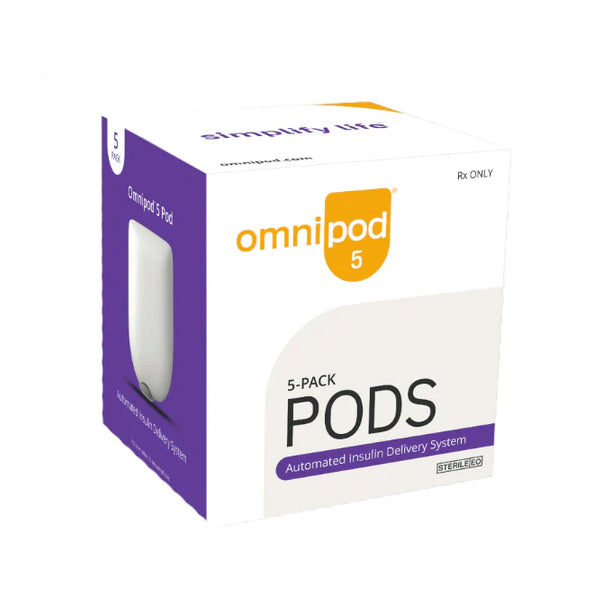 simplify life
omnipod.com
5
PACK
Omnipod 5 Pod
Automated Insulin Delivery System
Rx ONLY
omnipod®
5
5-PACK
PODS
Automated Insulin Delivery System
STERILE EO